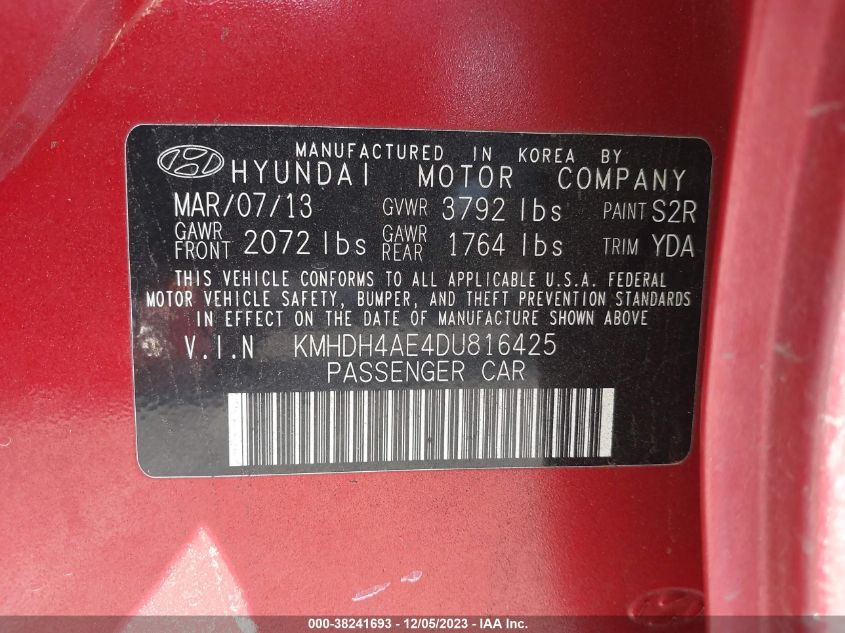 MANUFACTURED IN KOREA BY
HYUNDAI MOTOR COMPANY
MAR/07/13 GVWR 3792 lbs PAINT S2R
GAWR FRONT 2072 lbs GAWR REAR 1764 lbs TRIM YDA
THIS VEHICLE CONFORMS TO ALL APPLICABLE U.S.A. FEDERAL
MOTOR VEHICLE SAFETY, BUMPER, AND THEFT PREVENTION STANDARDS
IN EFFECT ON THE DATE OF MANUFACTURE SHOWN ABOVE
V.I.N KMHDH4AE4DU816425
PASSENGER CAR
000-38241693 - 12/05/2023 - IAA Inc.